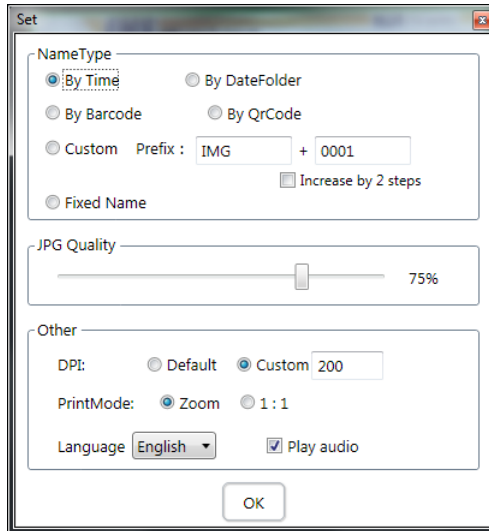 Set
NameType
By Time By DateFolder
By Barcode By QrCode
Custom Prefix : IMG + 0001
Increase by 2 steps
Fixed Name
JPG Quality
75%
Other
DPI: Default Custom 200
PrintMode: Zoom 1 : 1
Language English Play audio
OK